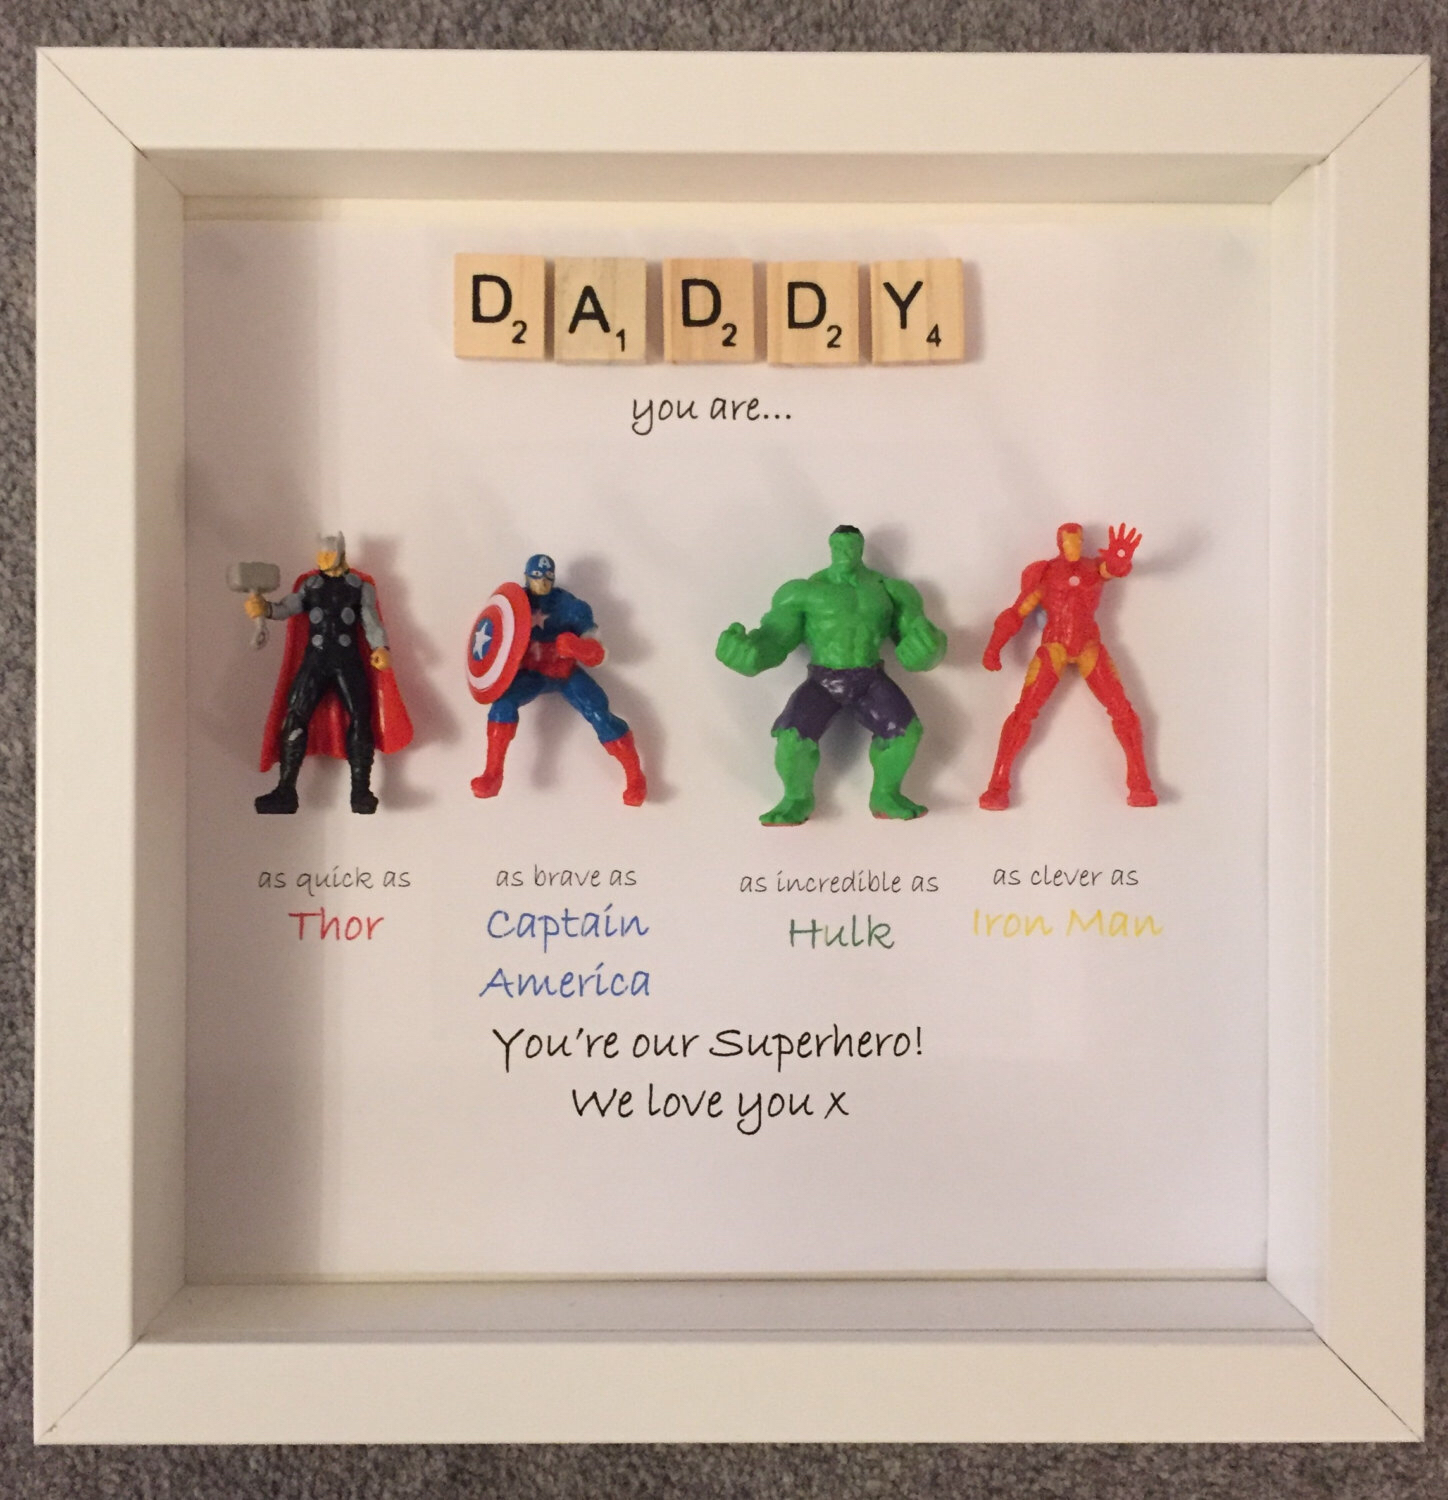 D2 A1 D2 D2 Y4
you are...
as quick as
Thor
as brave as
Captain
America
as incredible as
Hulk
as clever as
Iron Man
You're our Superhero!
We love you x